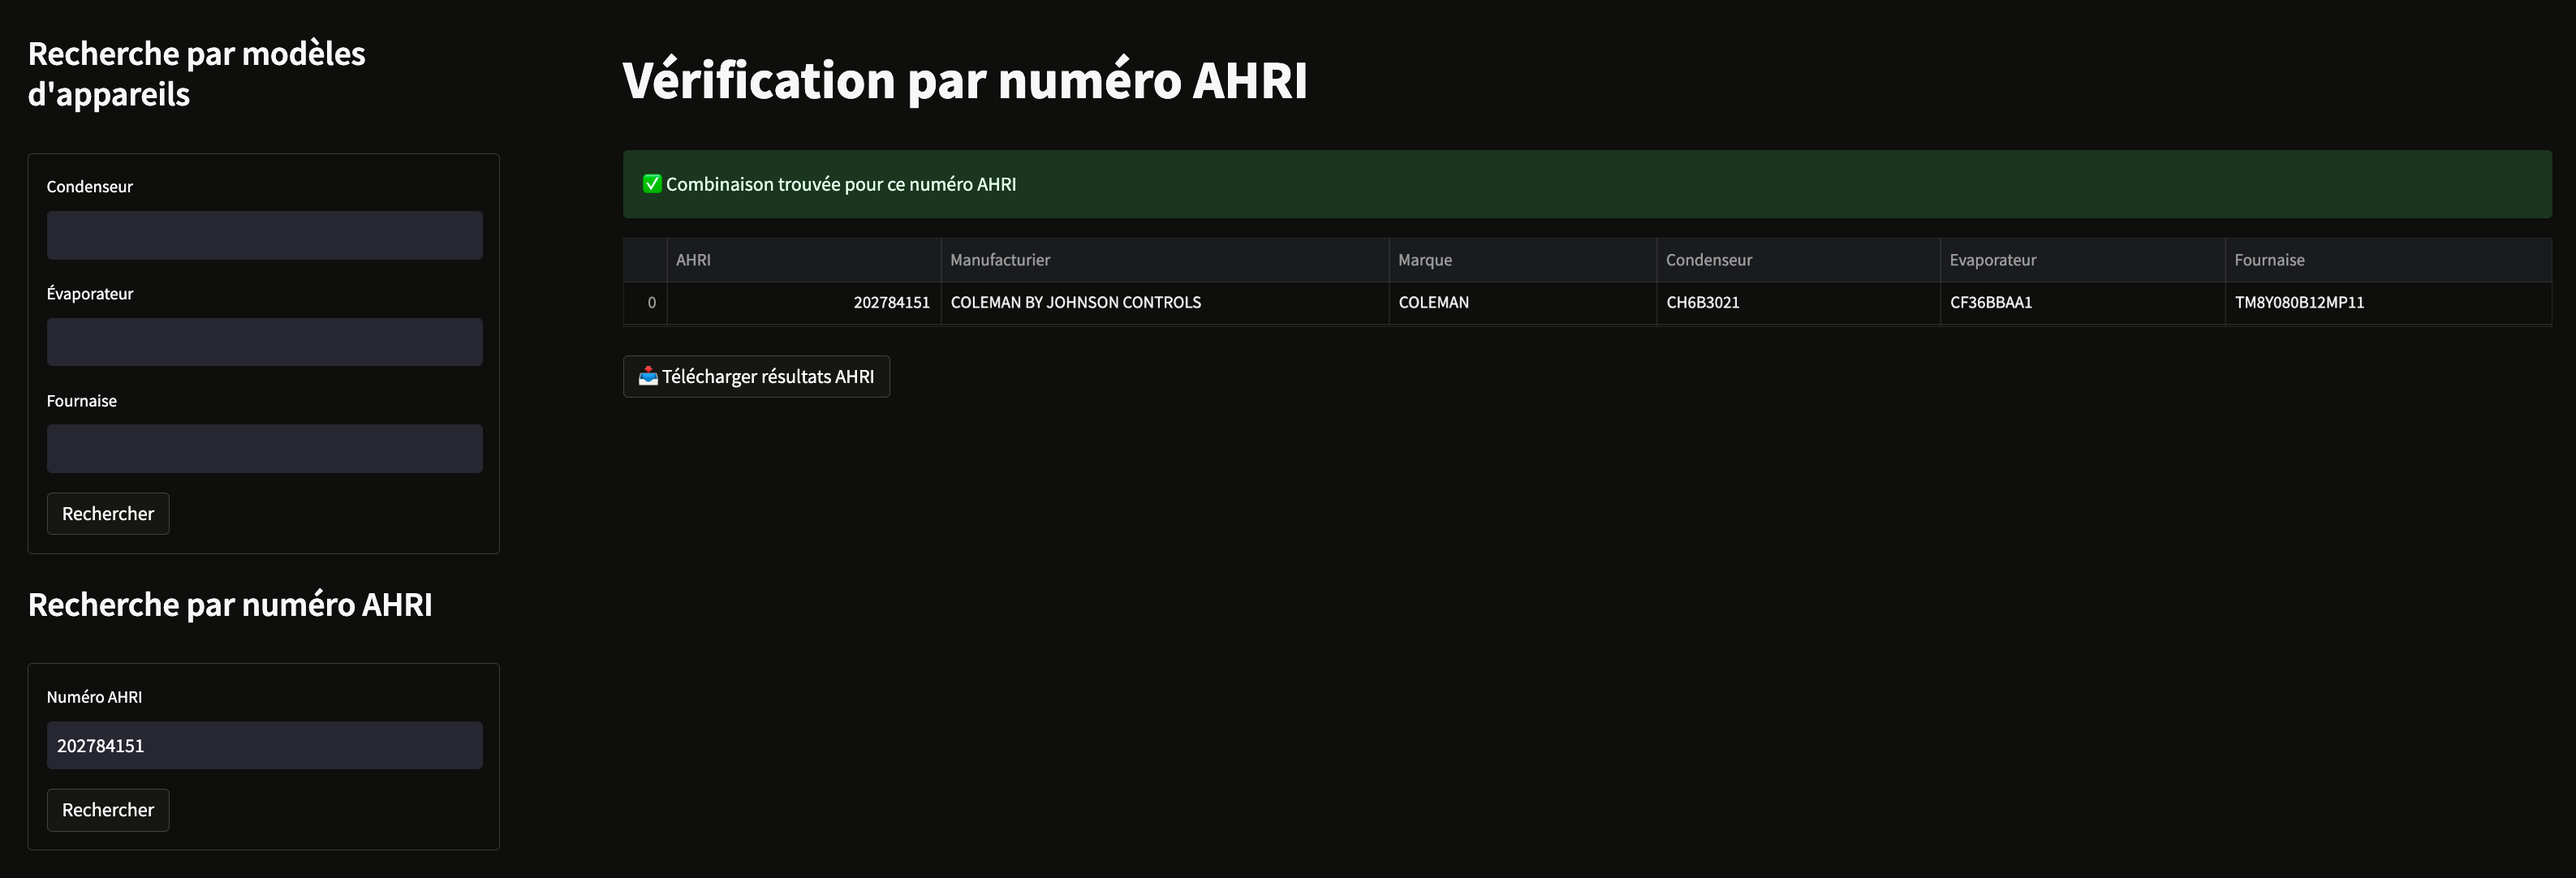 Recherche par modèles
d'appareils
Condenseur
Évaporateur
Fournaise
Rechercher
Recherche par numéro AHRI
Numéro AHRI
202784151
Rechercher
Vérification par numéro AHRI
✅ Combinaison trouvée pour ce numéro AHRI
AHRI Manufacturier Marque Condenseur Evaporateur Fournaise
0 202784151 COLEMAN BY JOHNSON CONTROLS COLEMAN CH6B3021 CF36BBAA1 TM8Y080B12MP11
📥 Télécharger résultats AHRI